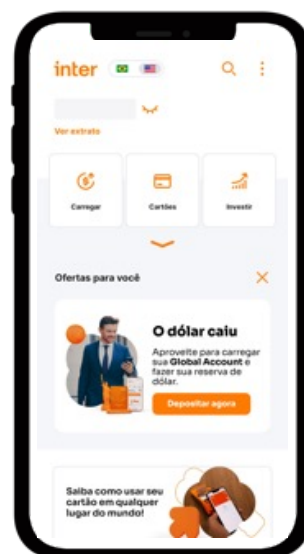 inter
Ver extrato
Carregar
Cartões
Investir
Ofertas para você
O dólar caiu
Aproveite para carregar
sua Global Account e
fazer sua reserva de
dólar.
Depositar agora
Saiba como usar seu
cartão em qualquer
lugar do mundo!